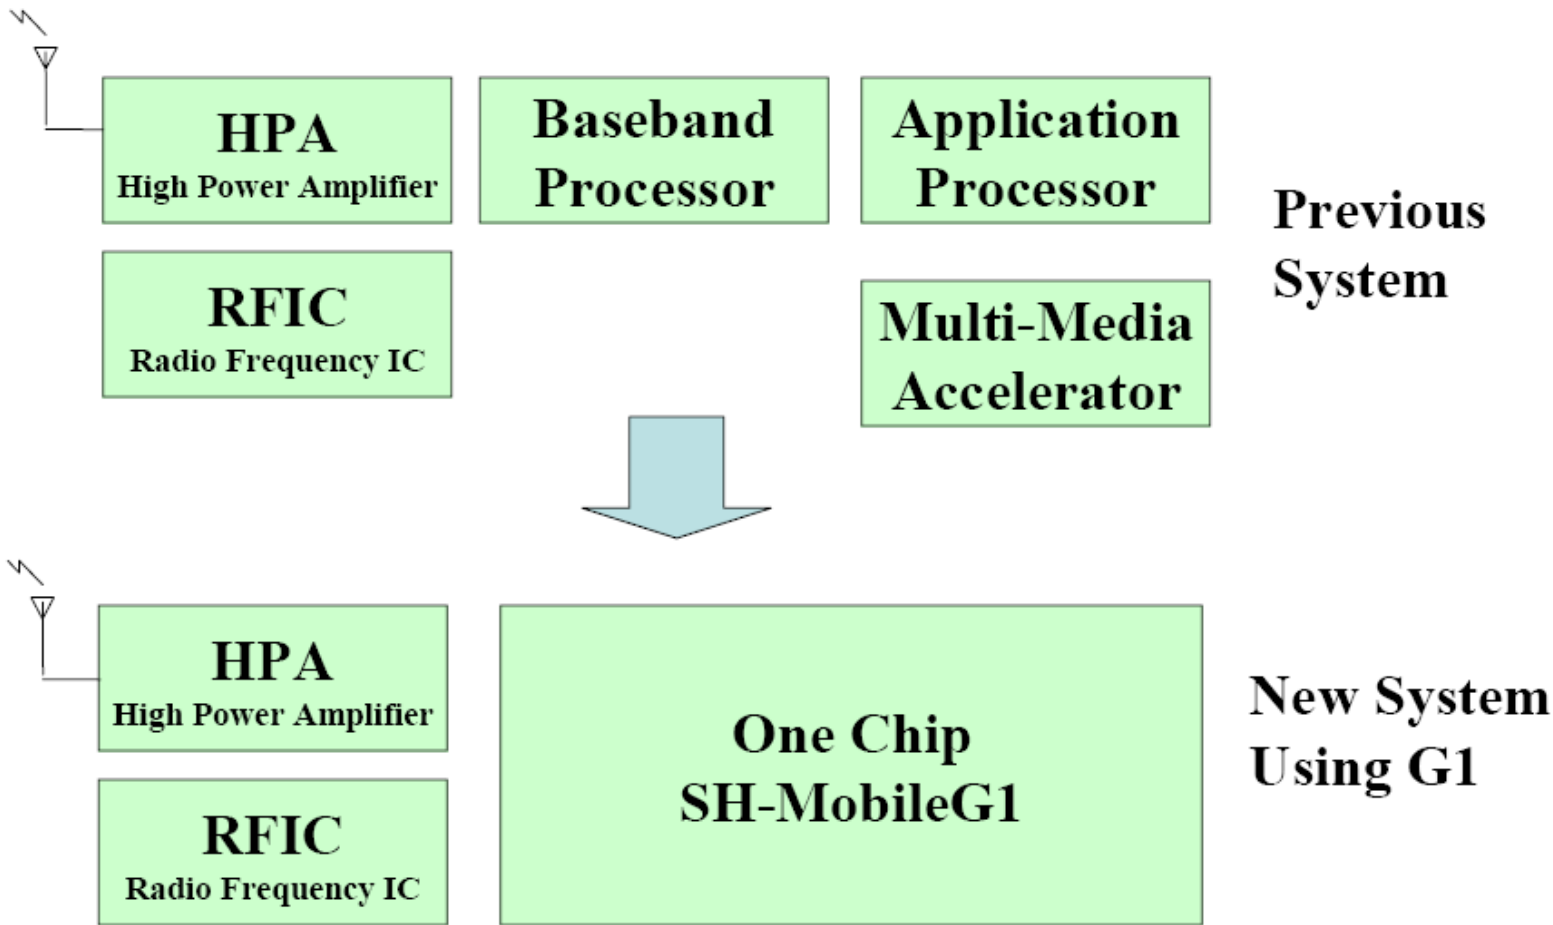 HPA
High Power Amplifier
Baseband
Processor
Application
Processor
RFIC
Radio Frequency IC
Multi-Media
Accelerator
Previous
System
HPA
High Power Amplifier
RFIC
Radio Frequency IC
One Chip
SH-MobileG1
New System
Using G1